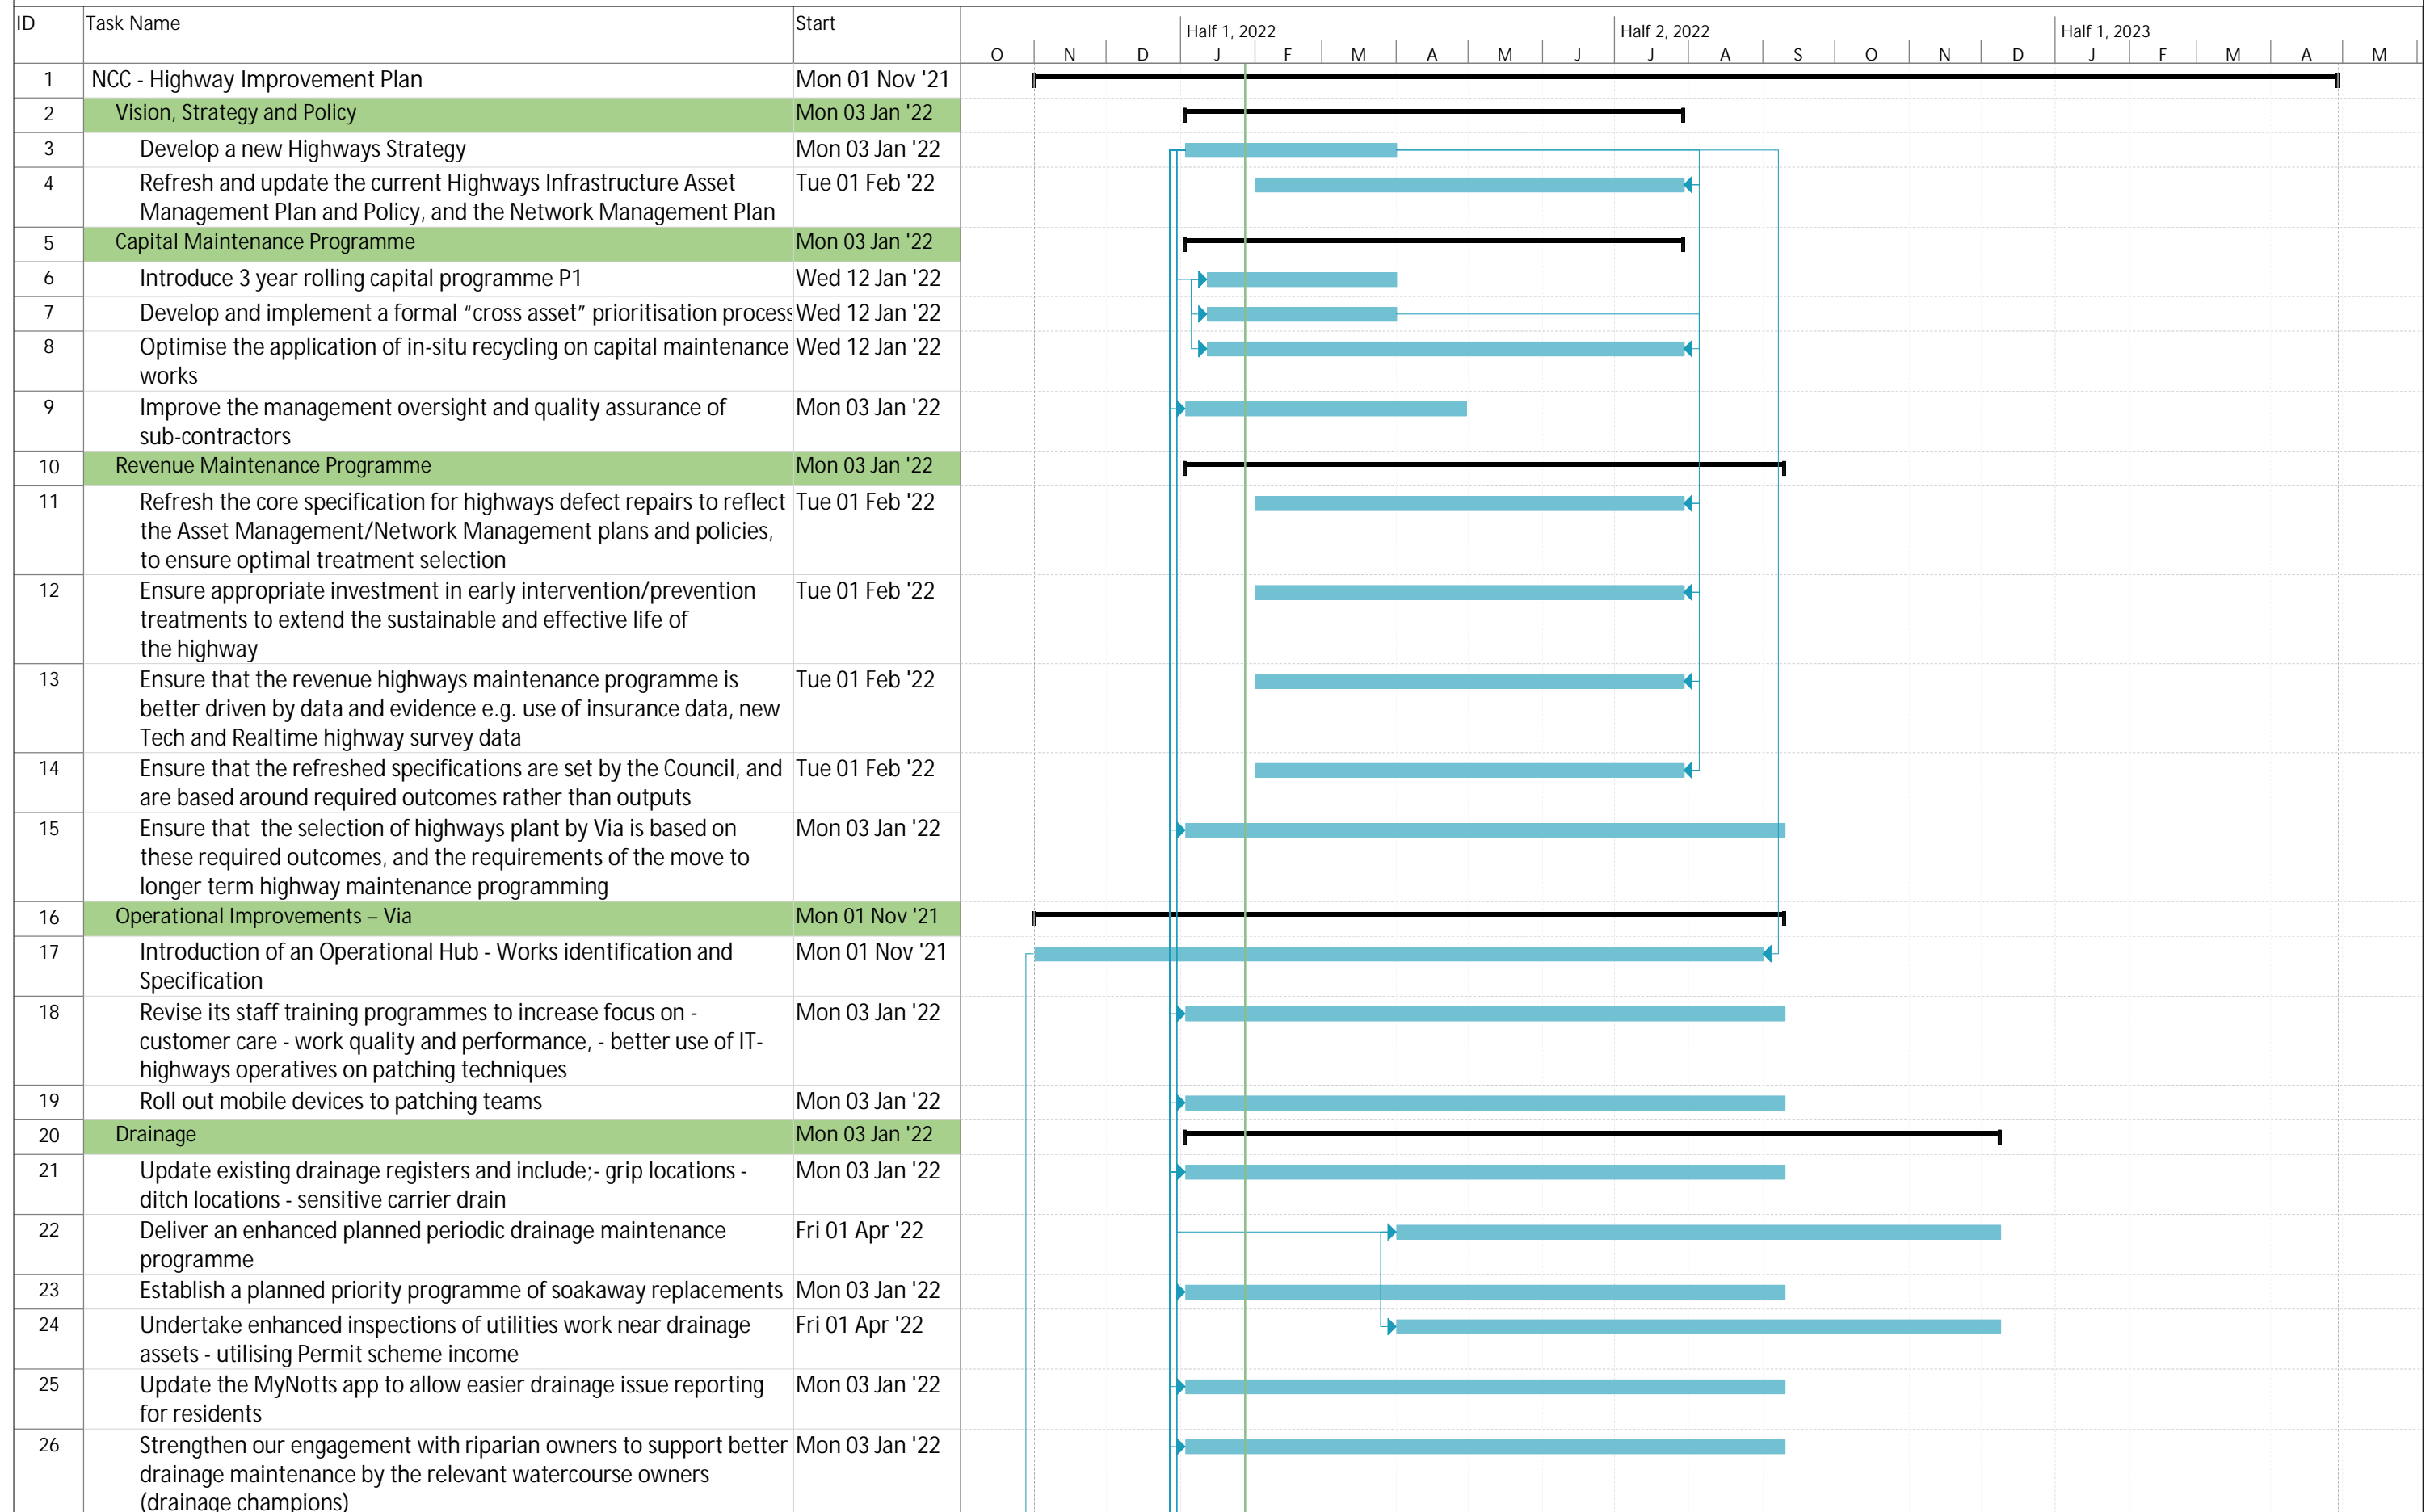 ID Task Name Start
Half 1, 2022 Half 2, 2022 Half 1, 2023
O N D J F M A M J J A S O N D J F M A M
1 NCC - Highway Improvement Plan Mon 01 Nov '21
2 Vision, Strategy and Policy Mon 03 Jan '22
3 Develop a new Highways Strategy Mon 03 Jan '22
4 Refresh and update the current Highways Infrastructure Asset Tue 01 Feb '22
Management Plan and Policy, and the Network Management Plan
5 Capital Maintenance Programme Mon 03 Jan '22
6 Introduce 3 year rolling capital programme P1 Wed 12 Jan '22
7 Develop and implement a formal “cross asset” prioritisation process Wed 12 Jan '22
8 Optimise the application of in-situ recycling on capital maintenance Wed 12 Jan '22
works
9 Improve the management oversight and quality assurance of Mon 03 Jan '22
sub-contractors
10 Revenue Maintenance Programme Mon 03 Jan '22
11 Refresh the core specification for highways defect repairs to reflect Tue 01 Feb '22
the Asset Management/Network Management plans and policies,
to ensure optimal treatment selection
12 Ensure appropriate investment in early intervention/prevention Tue 01 Feb '22
treatments to extend the sustainable and effective life of
the highway
13 Ensure that the revenue highways maintenance programme is Tue 01 Feb '22
better driven by data and evidence e.g. use of insurance data, new
Tech and Realtime highway survey data
14 Ensure that the refreshed specifications are set by the Council, and Tue 01 Feb '22
are based around required outcomes rather than outputs
15 Ensure that the selection of highways plant by Via is based on Mon 03 Jan '22
these required outcomes, and the requirements of the move to
longer term highway maintenance programming
16 Operational Improvements – Via Mon 01 Nov '21
17 Introduction of an Operational Hub - Works identification and Mon 01 Nov '21
Specification
18 Revise its staff training programmes to increase focus on - Mon 03 Jan '22
customer care - work quality and performance, - better use of IT-
highways operatives on patching techniques
19 Roll out mobile devices to patching teams Mon 03 Jan '22
20 Drainage Mon 03 Jan '22
21 Update existing drainage registers and include;- grip locations - Mon 03 Jan '22
ditch locations - sensitive carrier drain
22 Deliver an enhanced planned periodic drainage maintenance Fri 01 Apr '22
programme
23 Establish a planned priority programme of soakaway replacements Mon 03 Jan '22
24 Undertake enhanced inspections of utilities work near drainage Fri 01 Apr '22
assets - utilising Permit scheme income
25 Update the MyNotts app to allow easier drainage issue reporting Mon 03 Jan '22
for residents
26 Strengthen our engagement with riparian owners to support better Mon 03 Jan '22
drainage maintenance by the relevant watercourse owners
(drainage champions)